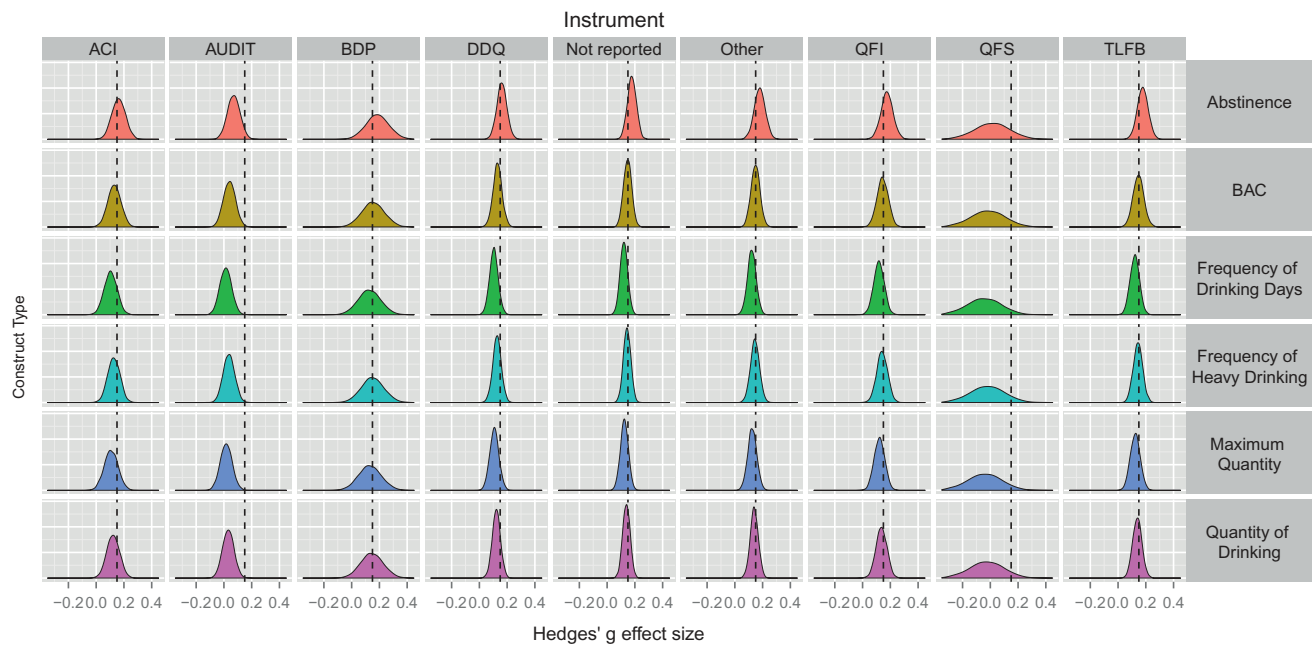 Instrument
ACI AUDIT BDP DDQ Not reported Other QFI QFS TLFB
Abstinence
BAC
Frequency of
Drinking Days
Frequency of
Heavy Drinking
Maximum
Quantity
Quantity of
Drinking
Construct Type
−0.20.0 0.2 0.4 −0.20.0 0.2 0.4 −0.20.0 0.2 0.4 −0.20.0 0.2 0.4 −0.20.0 0.2 0.4 −0.20.0 0.2 0.4 −0.20.0 0.2 0.4 −0.20.0 0.2 0.4 −0.20.0 0.2 0.4
Hedges' g effect size